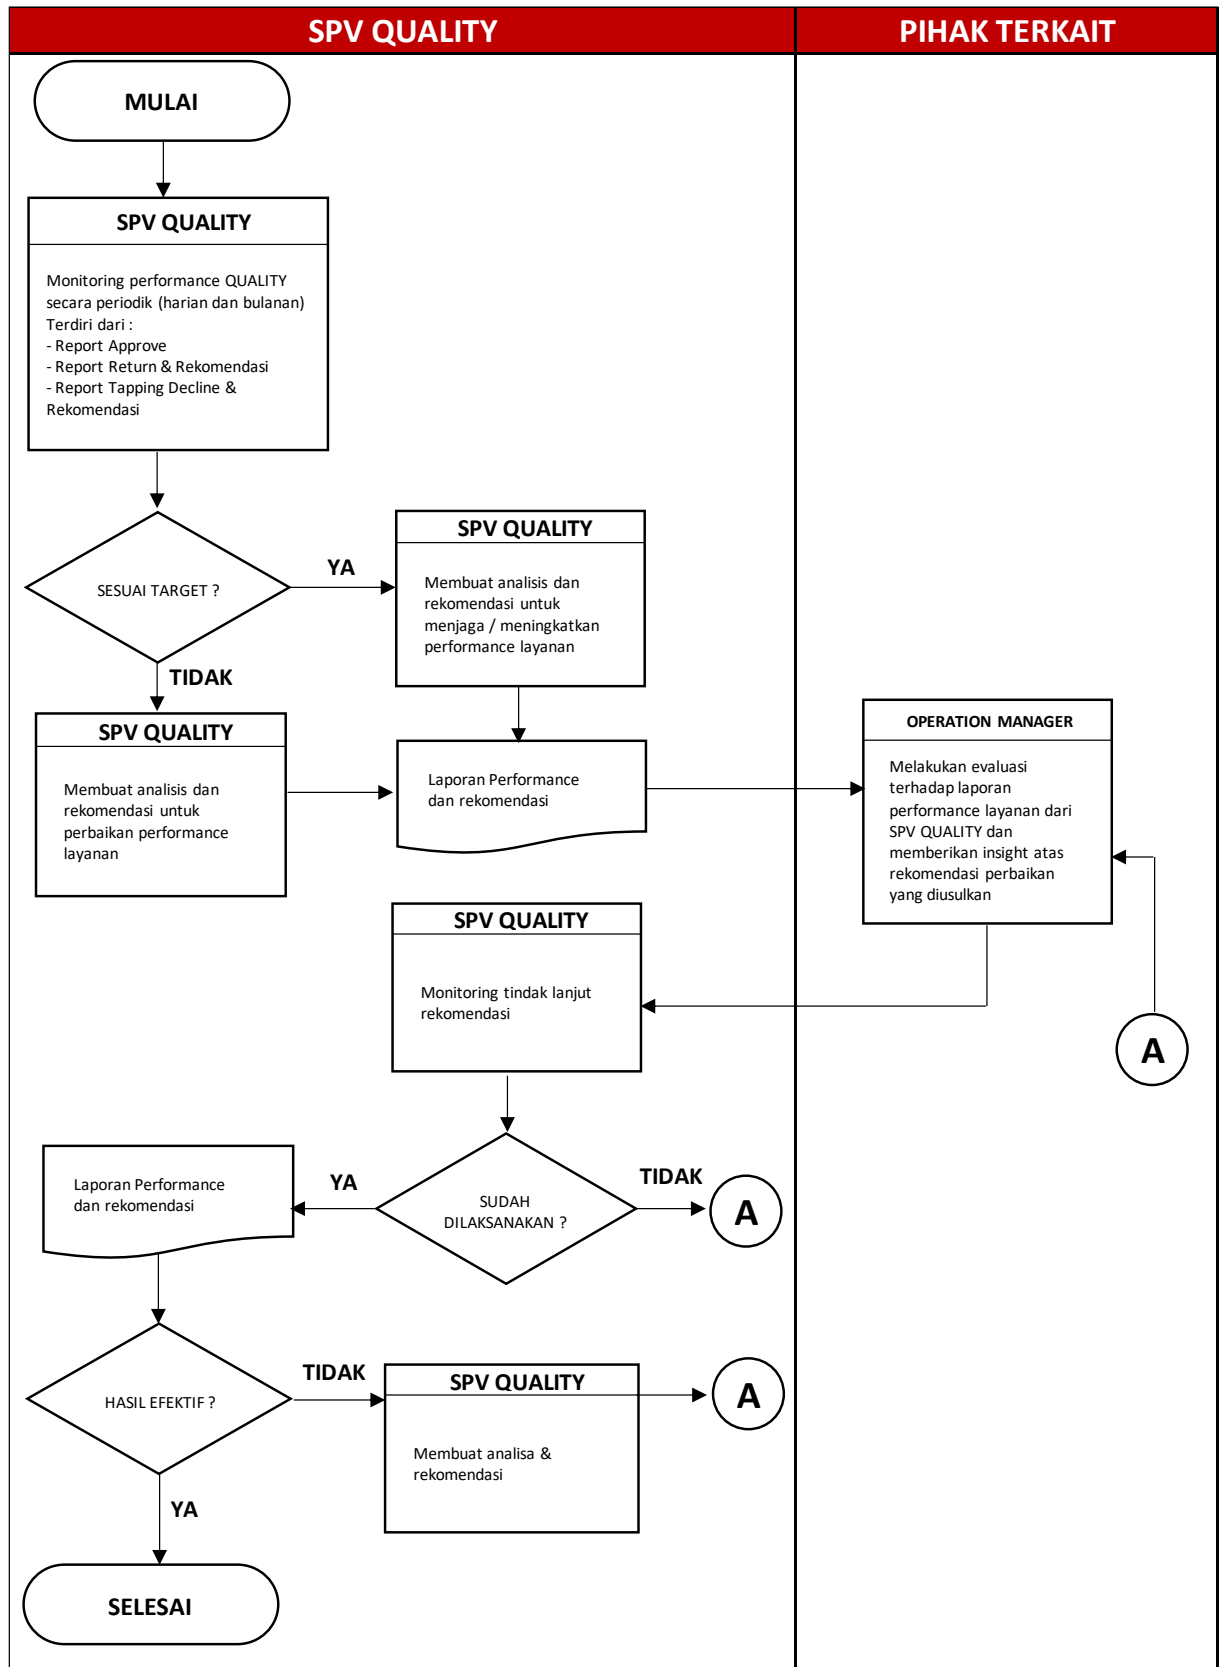 SPV QUALITY
PIHAK TERKAIT
MULAI
SPV QUALITY
Monitoring performance QUALITY
secara periodik (harian dan bulanan)
Terdiri dari :
- Report Approve
- Report Return & Rekomendasi
- Report Tapping Decline &
Rekomendasi
SESUAI TARGET ?
YA
SPV QUALITY
Membuat analisis dan
rekomendasi untuk
menjaga / meningkatkan
performance layanan
TIDAK
SPV QUALITY
Membuat analisis dan
rekomendasi untuk
perbaikan performance
layanan
Laporan Performance
dan rekomendasi
OPERATION MANAGER
Melakukan evaluasi
terhadap laporan
performance layanan dari
SPV QUALITY dan
memberikan insight atas
rekomendasi perbaikan
yang diusulkan
SPV QUALITY
Monitoring tindak lanjut
rekomendasi
A
SUDAH
DILAKSANAKAN ?
TIDAK
A
YA
Laporan Performance
dan rekomendasi
HASIL EFEKTIF ?
TIDAK
SPV QUALITY
Membuat analisa &
rekomendasi
A
YA
SELESAI